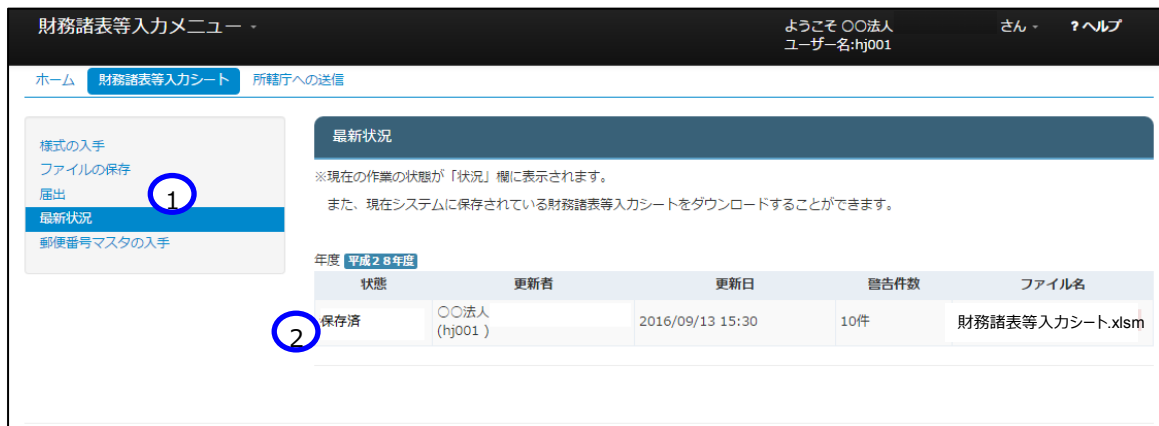 財務諸表等入力メニュー
ようこそ 〇〇法人 さん ?ヘルプ
ユーザー名:hj001
ホーム 財務諸表等入力シート 所轄庁への送信
様式の入手
ファイルの保存
届出
1
最新状況
郵便番号マスタの入手
最新状況
※現在の作業の状態が「状況」欄に表示されます。
また、現在システムに保存されている財務諸表等入力シートをダウンロードすることができます。
年度 平成28年度
状態 更新者 更新日 警告件数 ファイル名
2
保存済 〇〇法人 2016/09/13 15:30 10件 財務諸表等入力シート.xlsm
(hj001 )